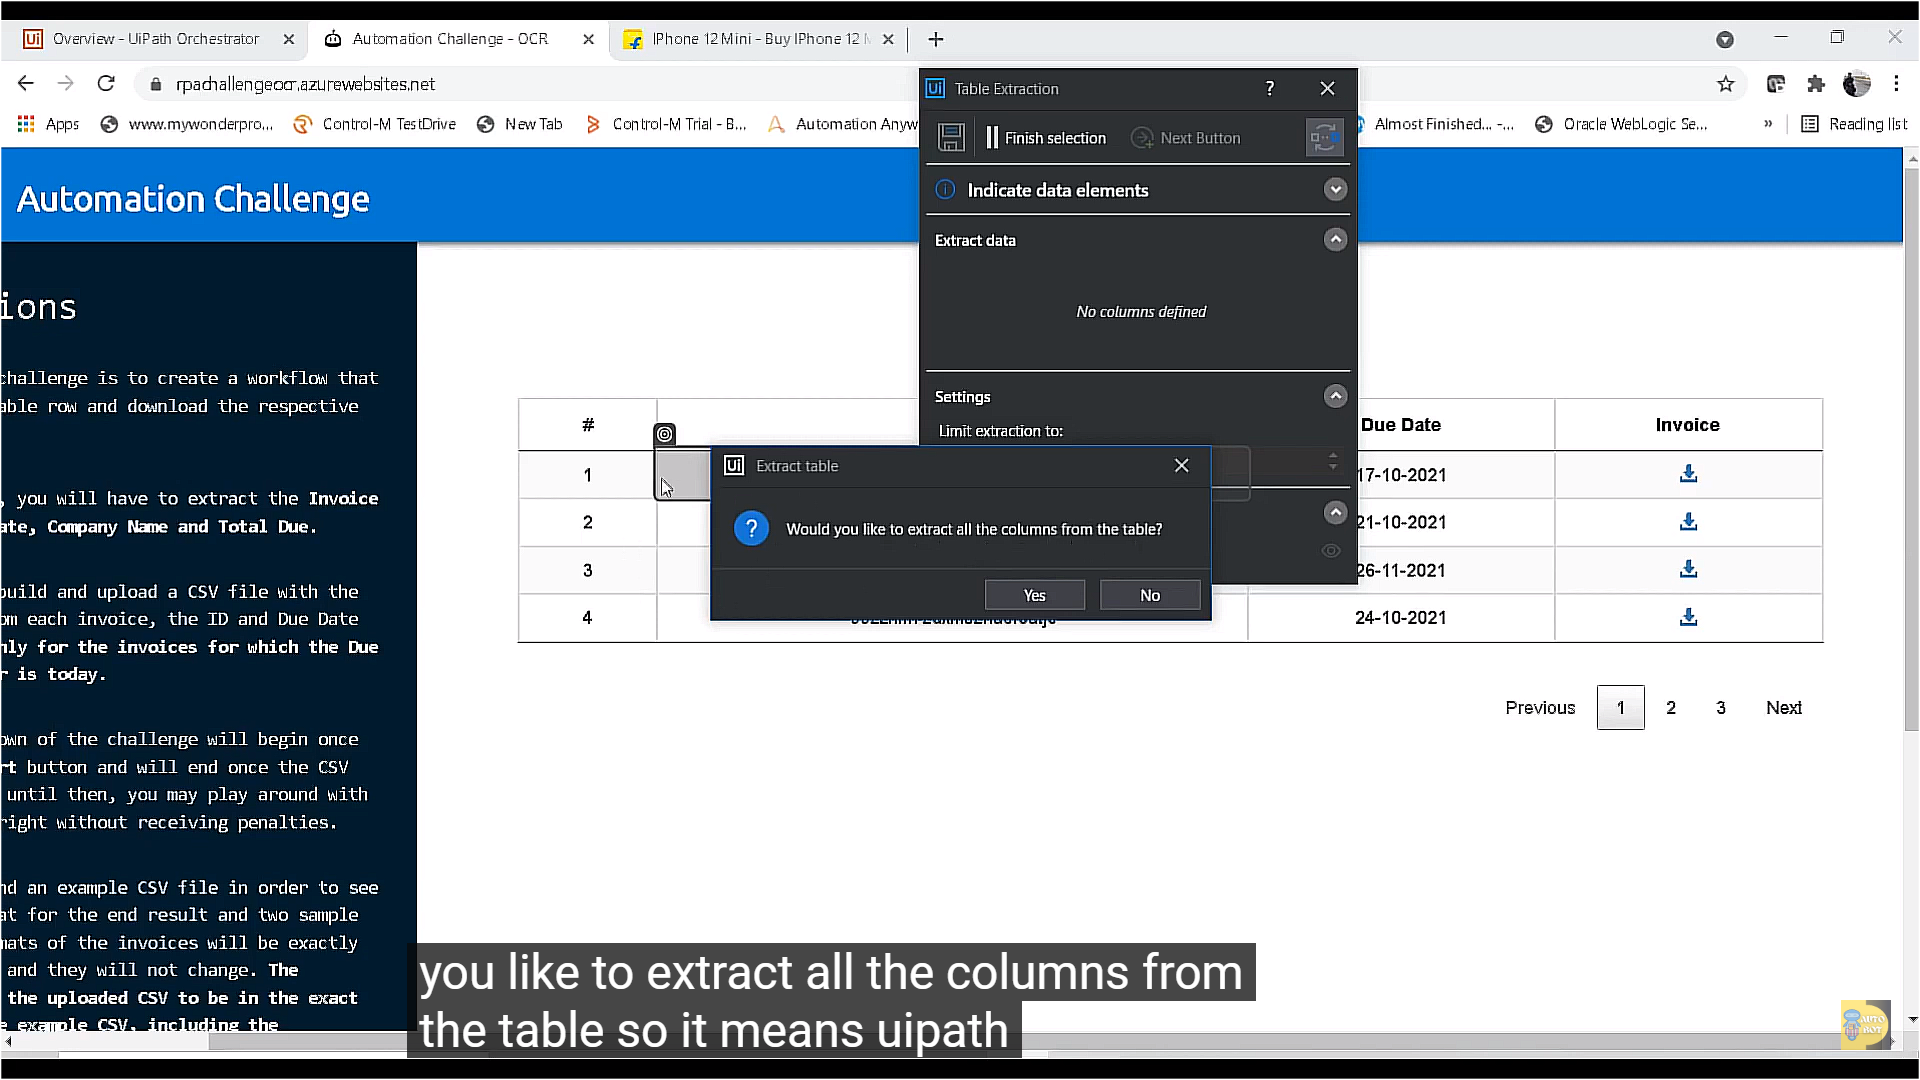 Overview - UiPath Orchestrator
Automation Challenge - OCR
IPhone 12 Mini - Buy IPhone 12 M
rpachallengeocr.azurewebsites.net
Apps
www.mywonderpro...
Control-M TestDrive
New Tab
Control-M Trial - B...
Automation Anyw
Almost Finished... -...
Oracle WebLogic Se...
»
Reading list
Ui Table Extraction ?
Finish selection
Next Button
Indicate data elements
Extract data
No columns defined
Settings
Limit extraction to:
Automation Challenge
ions
challenge is to create a workflow that
able row and download the respective
, you will have to extract the Invoice
ate, Company Name and Total Due.
build and upload a CSV file with the
om each invoice, the ID and Due Date
nly for the invoices for which the Due
r is today.
own of the challenge will begin once
rt button and will end once the CSV
until then, you may play around with
right without receiving penalties.
nd an example CSV file in order to see
at for the end result and two sample
mats of the invoices will be exactly
and they will not change. The
the uploaded CSV to be in the exact
e example CSV, including the
# Due Date Invoice
1 17-10-2021
2 21-10-2021
3 26-11-2021
4 24-10-2021
Ui Extract table
? Would you like to extract all the columns from the table?
Yes No
Previous 1 2 3 Next
you like to extract all the columns from
the table so it means uipath
AUTO
BOT